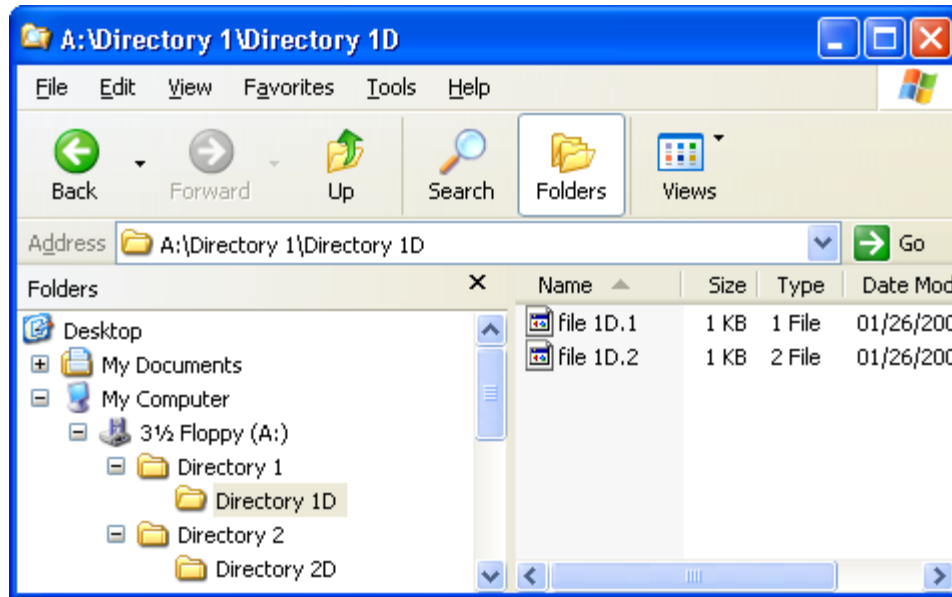 A:\Directory 1\Directory 1D
File Edit View Favorites Tools Help
Back Forward Up Search Folders Views
Address A:\Directory 1\Directory 1D Go
Folders
Desktop
My Documents
My Computer
3½ Floppy (A:)
Directory 1
Directory 1D
Directory 2
Directory 2D
Name Size Type Date Mod
file 1D.1 1 KB 1 File 01/26/200
file 1D.2 1 KB 2 File 01/26/200